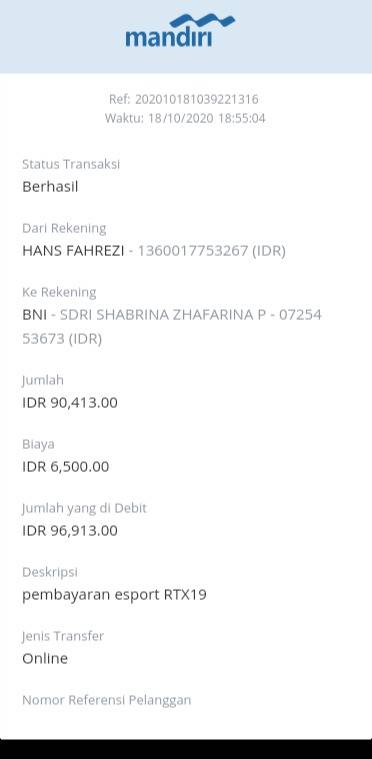 mandiri
Ref: 202010181039221316
Waktu: 18/10/2020 18:55:04
Status Transaksi
Berhasil
Dari Rekening
HANS FAHREZI - 1360017753267 (IDR)
Ke Rekening
BNI - SDRI SHABRINA ZHAFARINA P - 07254
53673 (IDR)
Jumlah
IDR 90,413.00
Biaya
IDR 6,500.00
Jumlah yang di Debit
IDR 96,913.00
Deskripsi
pembayaran esport RTX19
Jenis Transfer
Online
Nomor Referensi Pelanggan